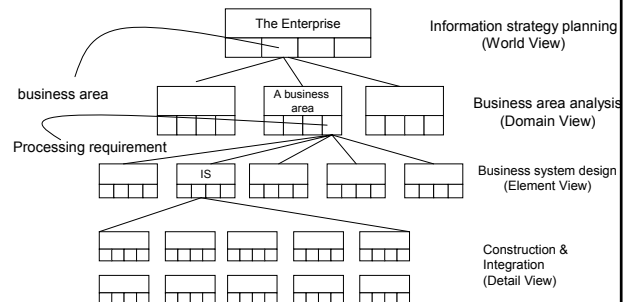 The Enterprise
Information strategy planning
(World View)
business area
A business
area
Business area analysis
(Domain View)
Processing requirement
IS
Business system design
(Element View)
Construction &
Integration
(Detail View)